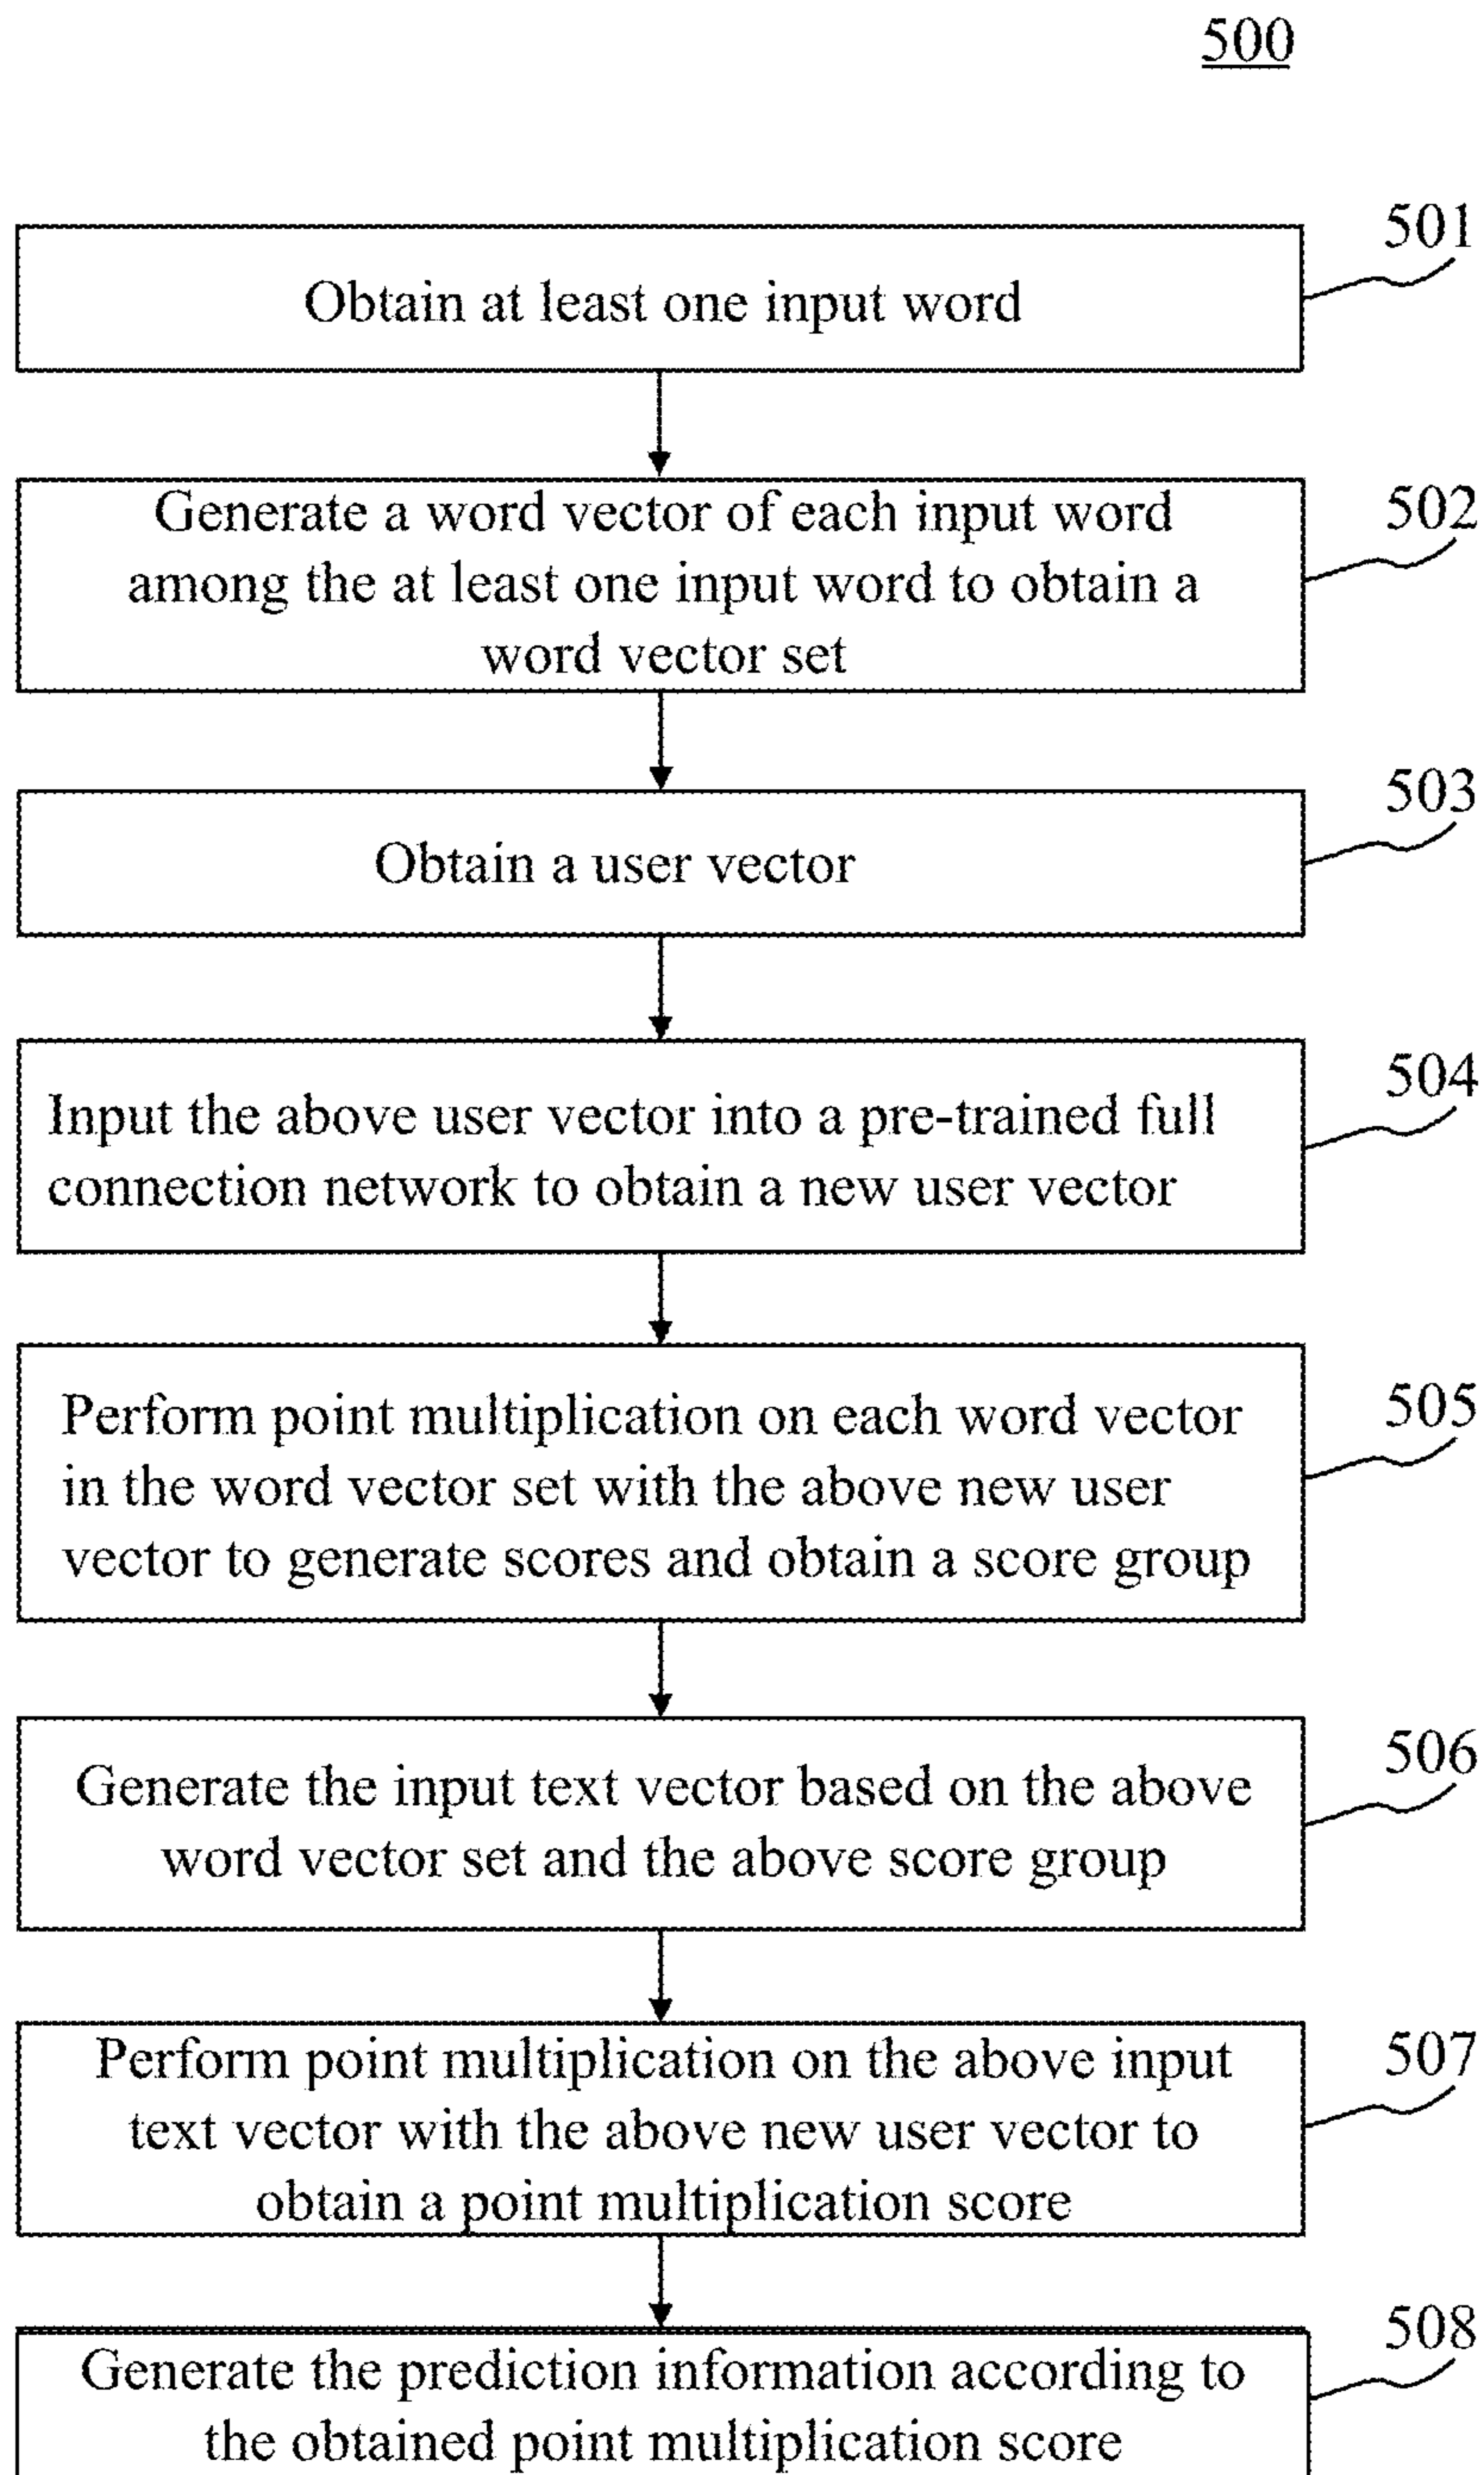 500
501
Obtain at least one input word
502
Generate a word vector of each input word
among the at least one input word to obtain a
word vector set
503
Obtain a user vector
504
Input the above user vector into a pre-trained full
connection network to obtain a new user vector
505
Perform point multiplication on each word vector
in the word vector set with the above new user
vector to generate scores and obtain a score group
506
Generate the input text vector based on the above
word vector set and the above score group
507
Perform point multiplication on the above input
text vector with the above new user vector to
obtain a point multiplication score
508
Generate the prediction information according to
the obtained point multiplication score